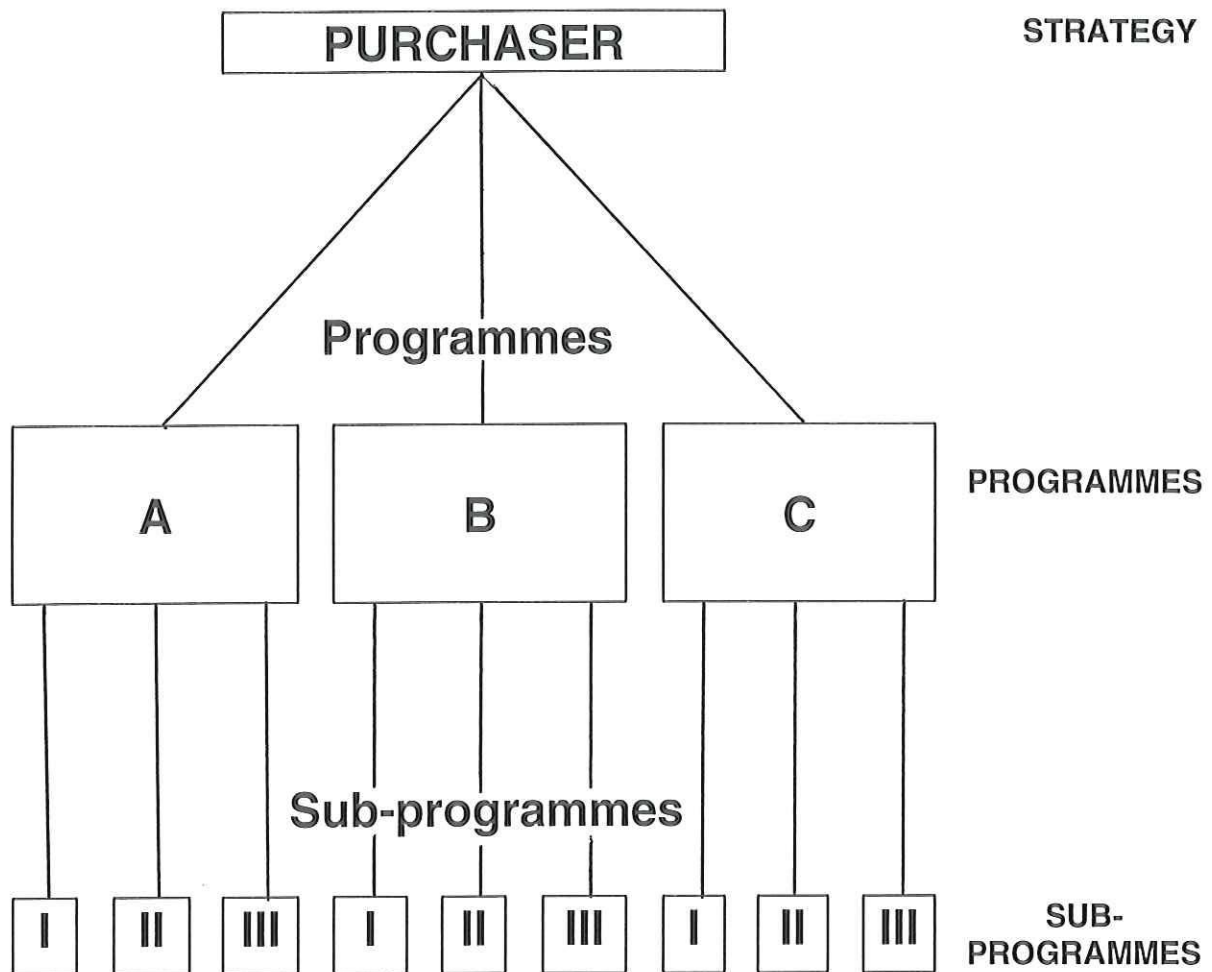 PURCHASER
STRATEGY
Programmes
A
B
C
PROGRAMMES
Sub-programmes
I
II
III
I
II
III
I
II
III
SUB-
PROGRAMMES